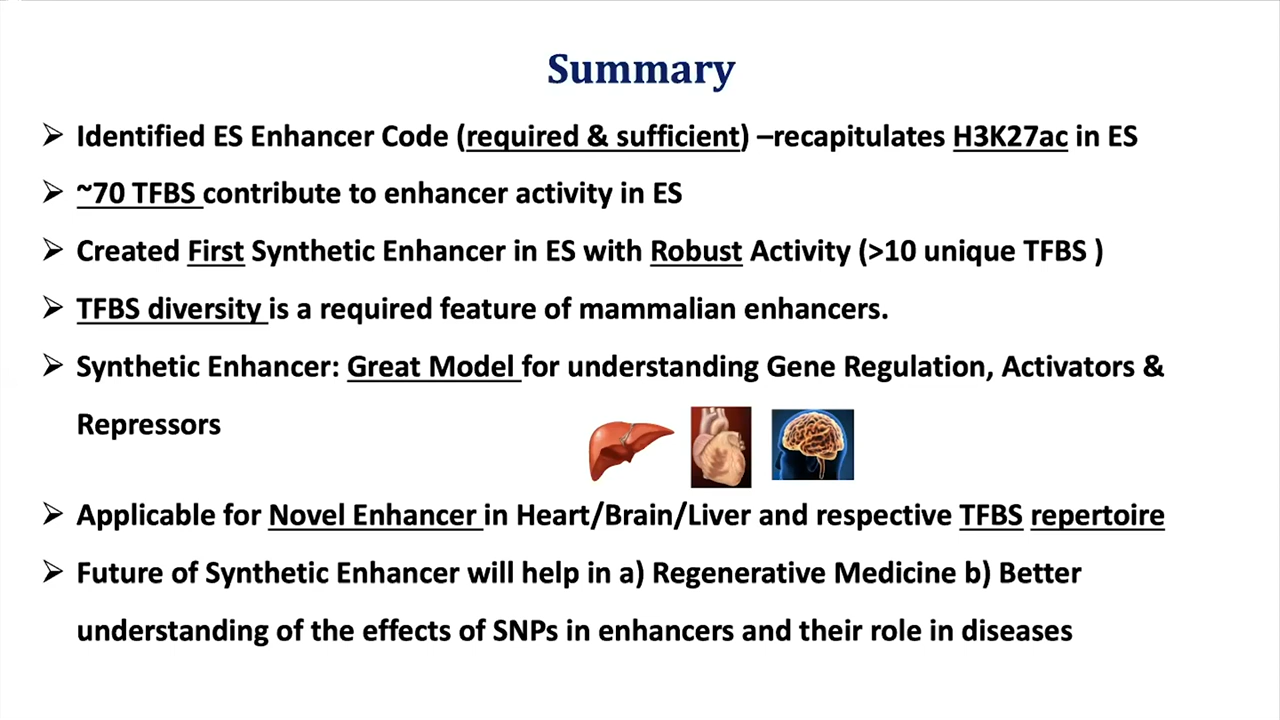 Summary
➢ Identified ES Enhancer Code (required & sufficient) –recapitulates H3K27ac in ES
➢ ~70 TFBS contribute to enhancer activity in ES
➢ Created First Synthetic Enhancer in ES with Robust Activity (>10 unique TFBS )
➢ TFBS diversity is a required feature of mammalian enhancers.
➢ Synthetic Enhancer: Great Model for understanding Gene Regulation, Activators &
Repressors
➢ Applicable for Novel Enhancer in Heart/Brain/Liver and respective TFBS repertoire
➢ Future of Synthetic Enhancer will help in a) Regenerative Medicine b) Better
understanding of the effects of SNPs in enhancers and their role in diseases